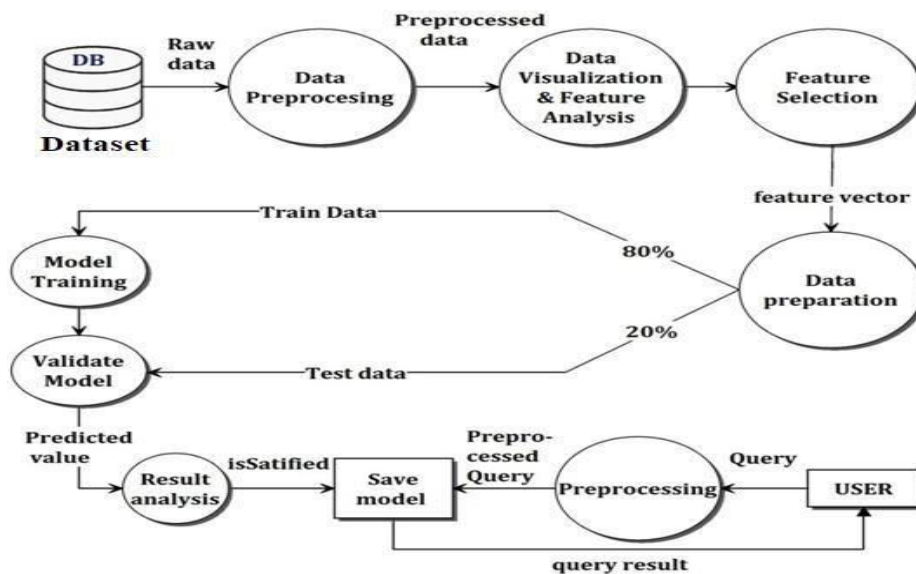 DB
Dataset
Raw
data
Data
Preprocesing
Preprocessed
data
Data
Visualization
& Feature
Analysis
Feature
Selection
feature vector
Data
preparation
80%
20%
Train Data
Test data
Model
Training
Validate
Model
Predicted
value
Result
analysis
isSatified
Save
model
Prepro-
cessed
Query
Preprocessing
Query
USER
query result